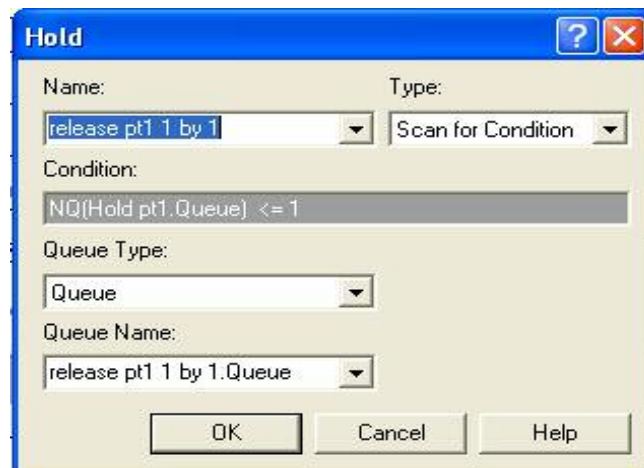 Hold
Name: Type:
release pt1 1 by 1 Scan for Condition
Condition:
NQ(Hold pt1.Queue) <= 1
Queue Type:
Queue
Queue Name:
release pt1 1 by 1.Queue
OK Cancel Help